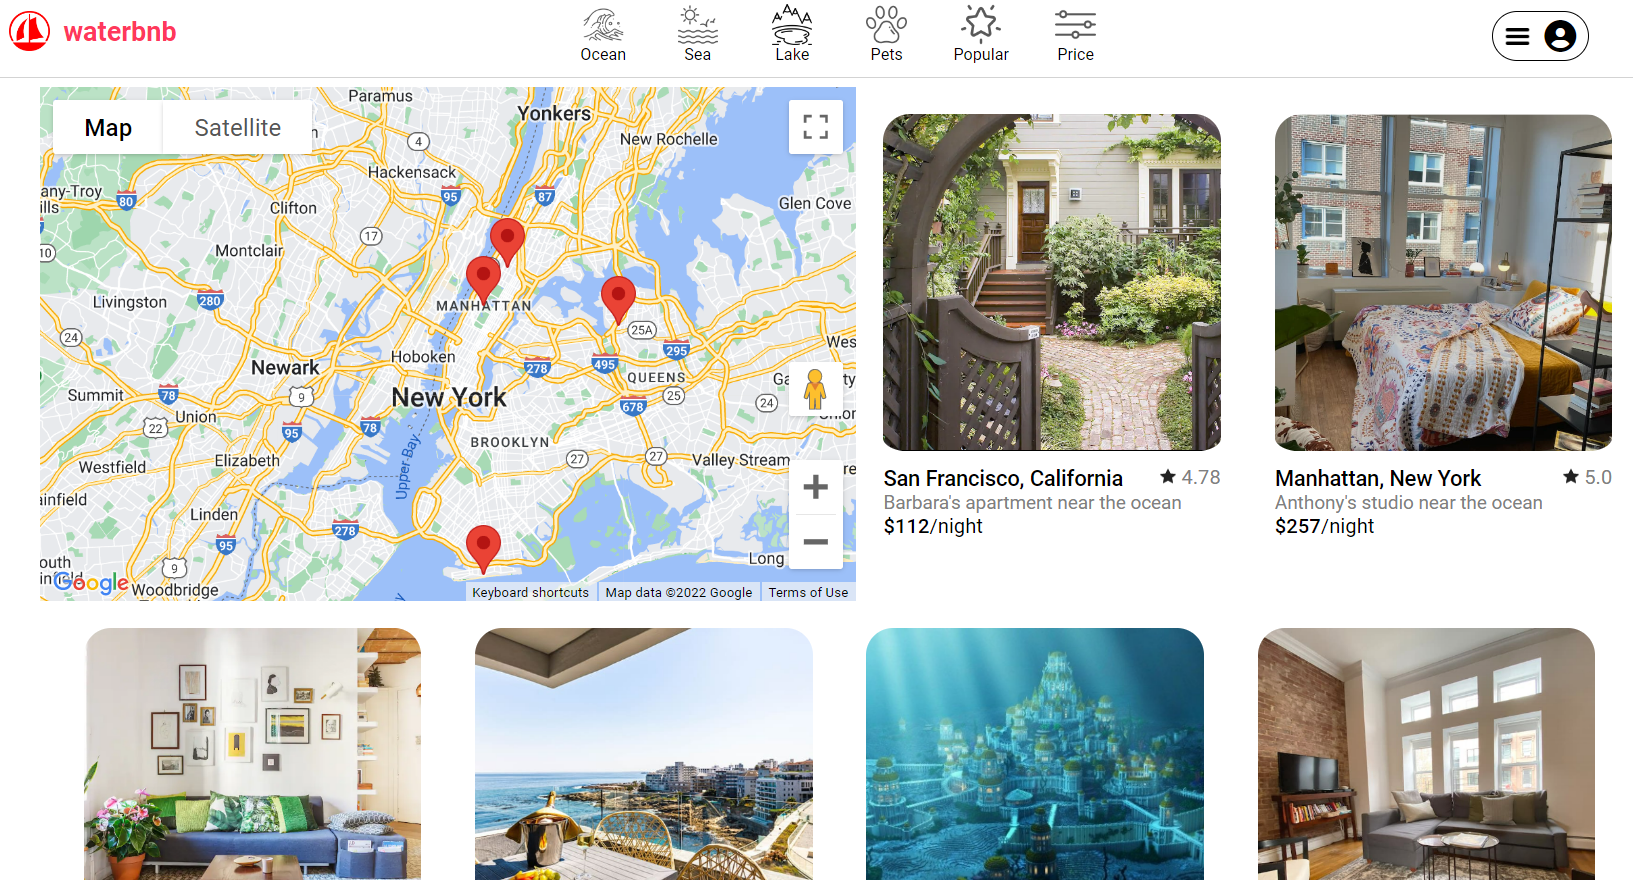 waterbnb
Ocean
Sea
Lake
Pets
Popular
Price
Map
Satellite
Paramus
Yonkers
New Rochelle
4
Hackensack
any-Troy
ills
80
95
87
Glen Cove
Clifton
17
10
Montclair
MANHATTAN
Livingston
280
24
25A
Hoboken
278
495
295
Newark
QUEENS
Summit
78
9
New York
25
24
678
Union
22
95
78
BROOKLYN
27
27
Valley Stream
Westfield
Elizabeth
Upper Bay
ainfield
Linden
278
95
Long
outh
9
Google
Woodbridge
Keyboard shortcuts
Map data ©2022 Google
Terms of Use
San Francisco, California
4.78
Barbara's apartment near the ocean
$112/night
Manhattan, New York
5.0
Anthony's studio near the ocean
$257/night